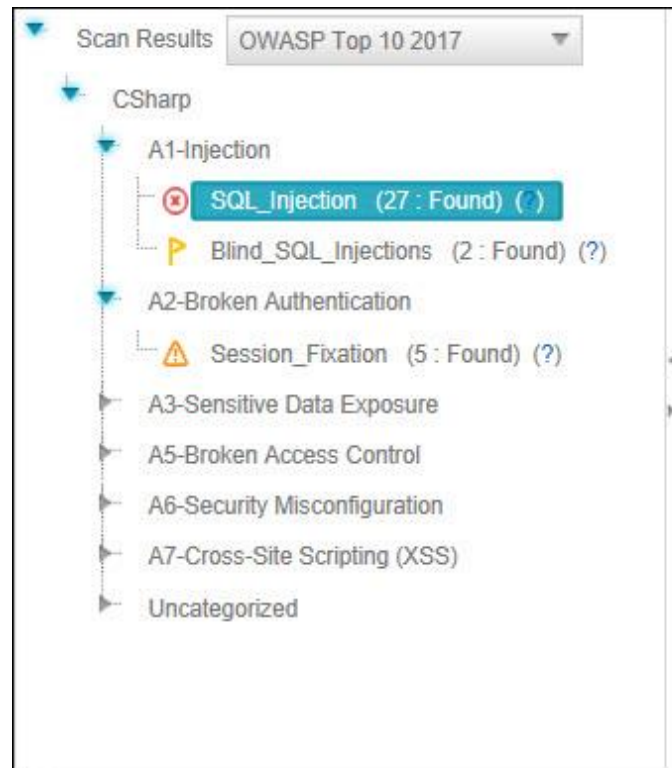 Scan Results OWASP Top 10 2017
CSharp
A1-Injection
SQL_Injection (27 : Found) (?)
Blind_SQL_Injections (2 : Found) (?)
A2-Broken Authentication
Session_Fixation (5 : Found) (?)
A3-Sensitive Data Exposure
A5-Broken Access Control
A6-Security Misconfiguration
A7-Cross-Site Scripting (XSS)
Uncategorized